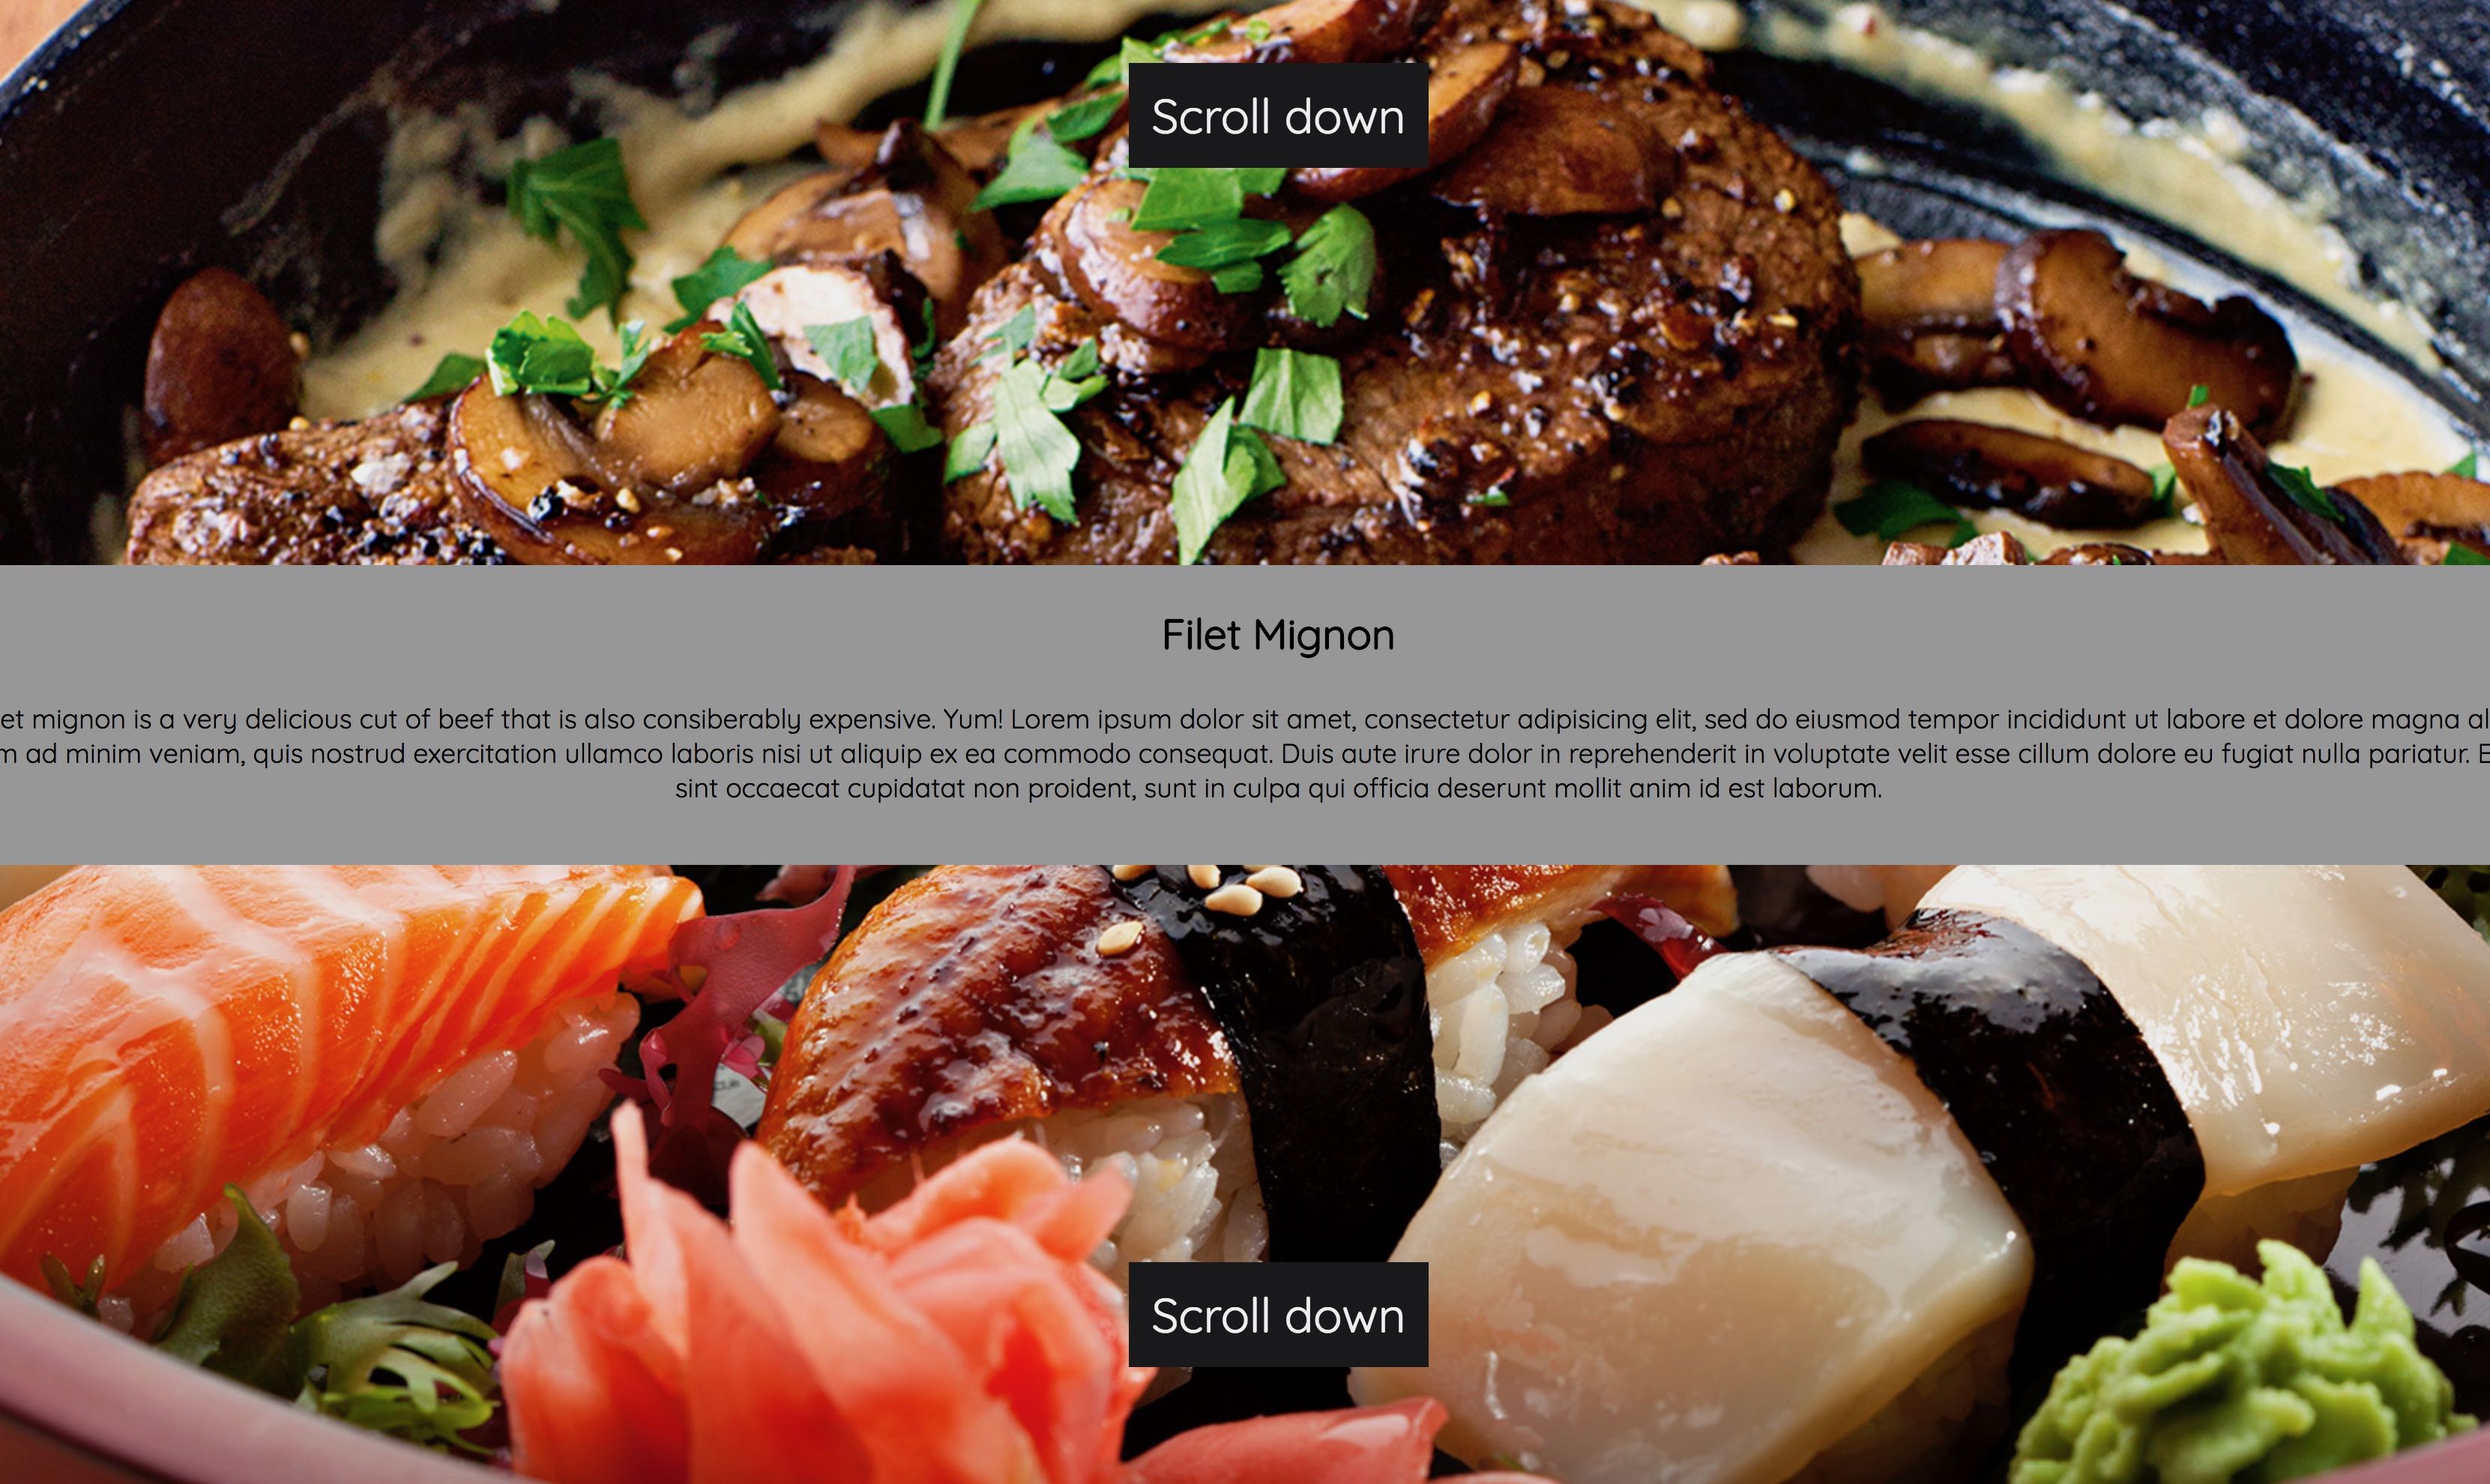 Scroll down
Filet Mignon
et mignon is a very delicious cut of beef that is also consiberably expensive. Yum! Lorem ipsum dolor sit amet, consectetur adipisicing elit, sed do eiusmod tempor incididunt ut labore et dolore magna al
m ad minim veniam, quis nostrud exercitation ullamco laboris nisi ut aliquip ex ea commodo consequat. Duis aute irure dolor in reprehenderit in voluptate velit esse cillum dolore eu fugiat nulla pariatur. E
sint occaecat cupidatat non proident, sunt in culpa qui officia deserunt mollit anim id est laborum.
Scroll down